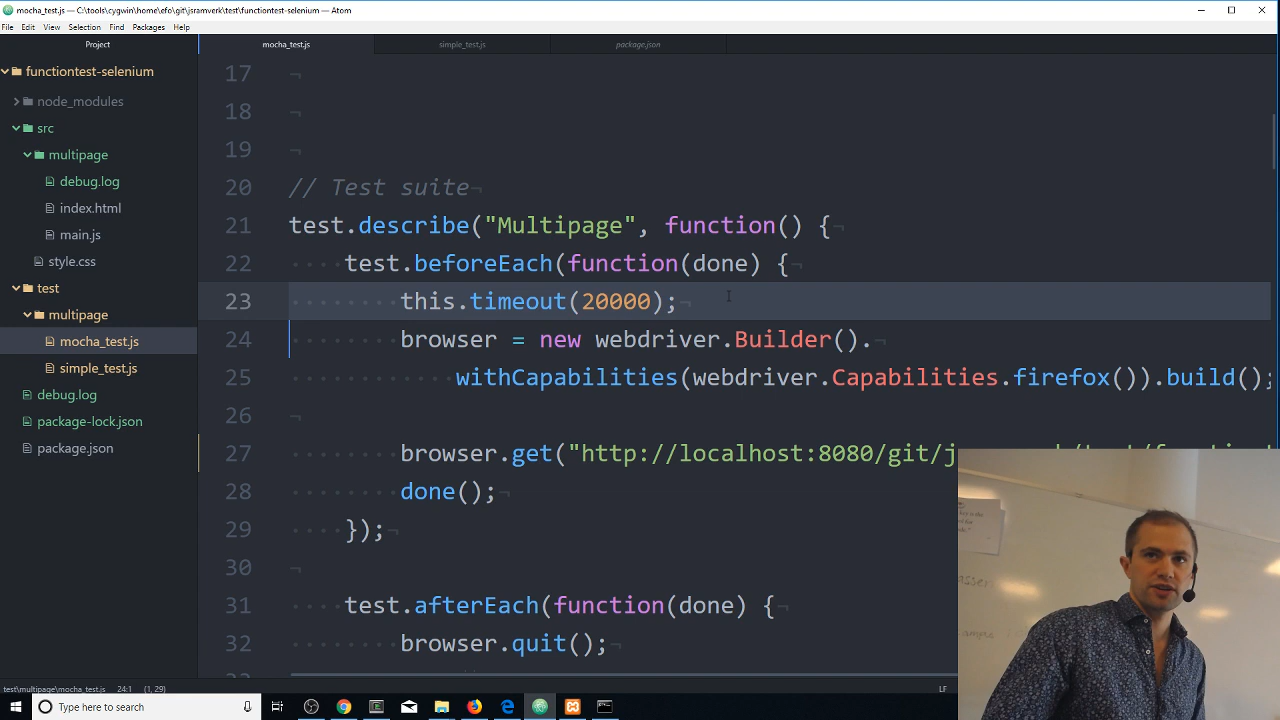 mocha_test.js — C:\tools\cygwin\home\efo\git\jsramverk\test\functiontest-selenium — Atom
File Edit View Selection Find Packages Help
Project
mocha_test.js simple_test.js package.json
functiontest-selenium
node_modules
src
multipage
debug.log
index.html
main.js
style.css
test
multipage
mocha_test.js
simple_test.js
debug.log
package-lock.json
package.json
17
18
19
20 // Test suite
21 test.describe("Multipage", function() {
22 test.beforeEach(function(done) {
23 this.timeout(20000);
24 browser = new webdriver.Builder().
25 withCapabilities(webdriver.Capabilities.firefox()).build();
26
27 browser.get("http://localhost:8080/git/j
28 done();
29 });
30
31 test.afterEach(function(done) {
32 browser.quit();
test\multipage\mocha_test.js 24:1 (1, 29) LF
Type here to search